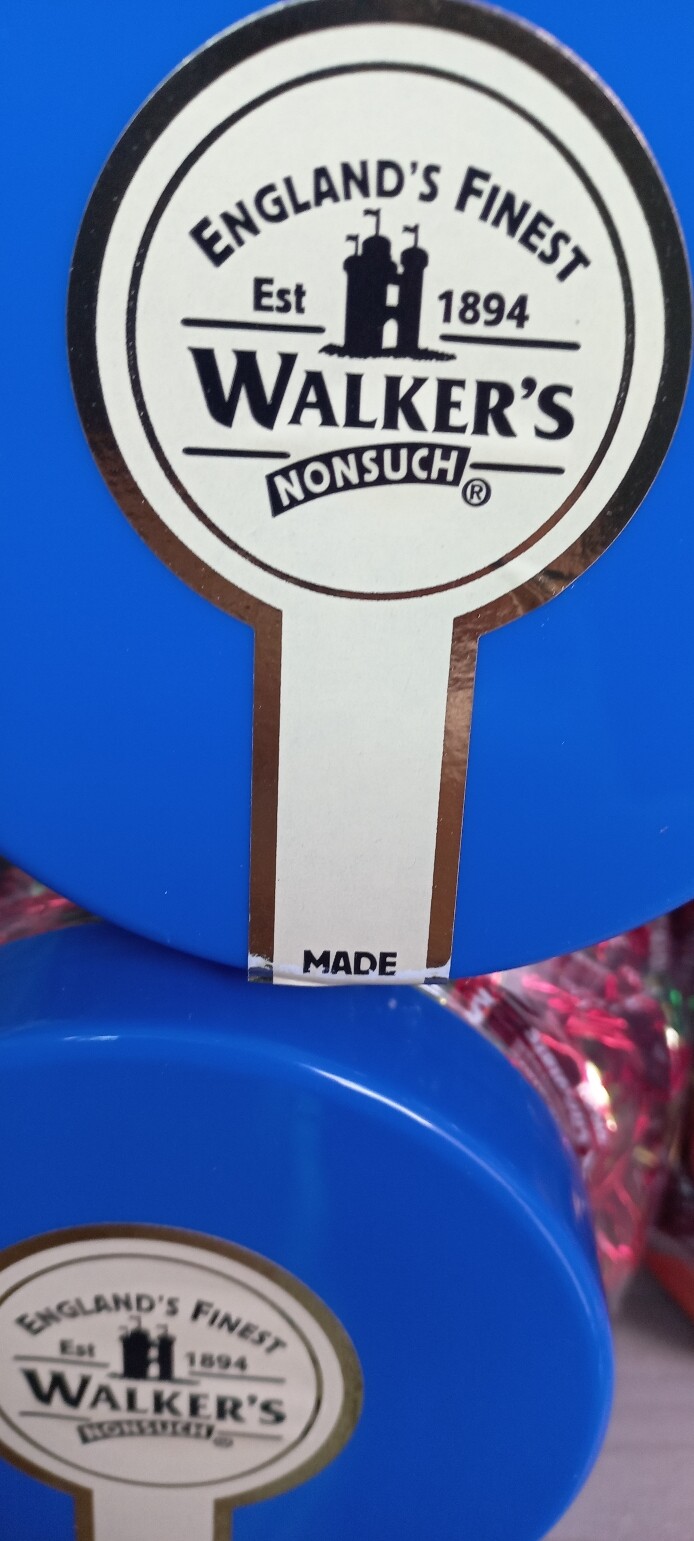 ENGLAND'S FINEST
Est 1894
WALKER'S
NONSUCH®
MADE
ENGLAND'S FINEST
Est 1894
WALKER'S
NONSUCH®